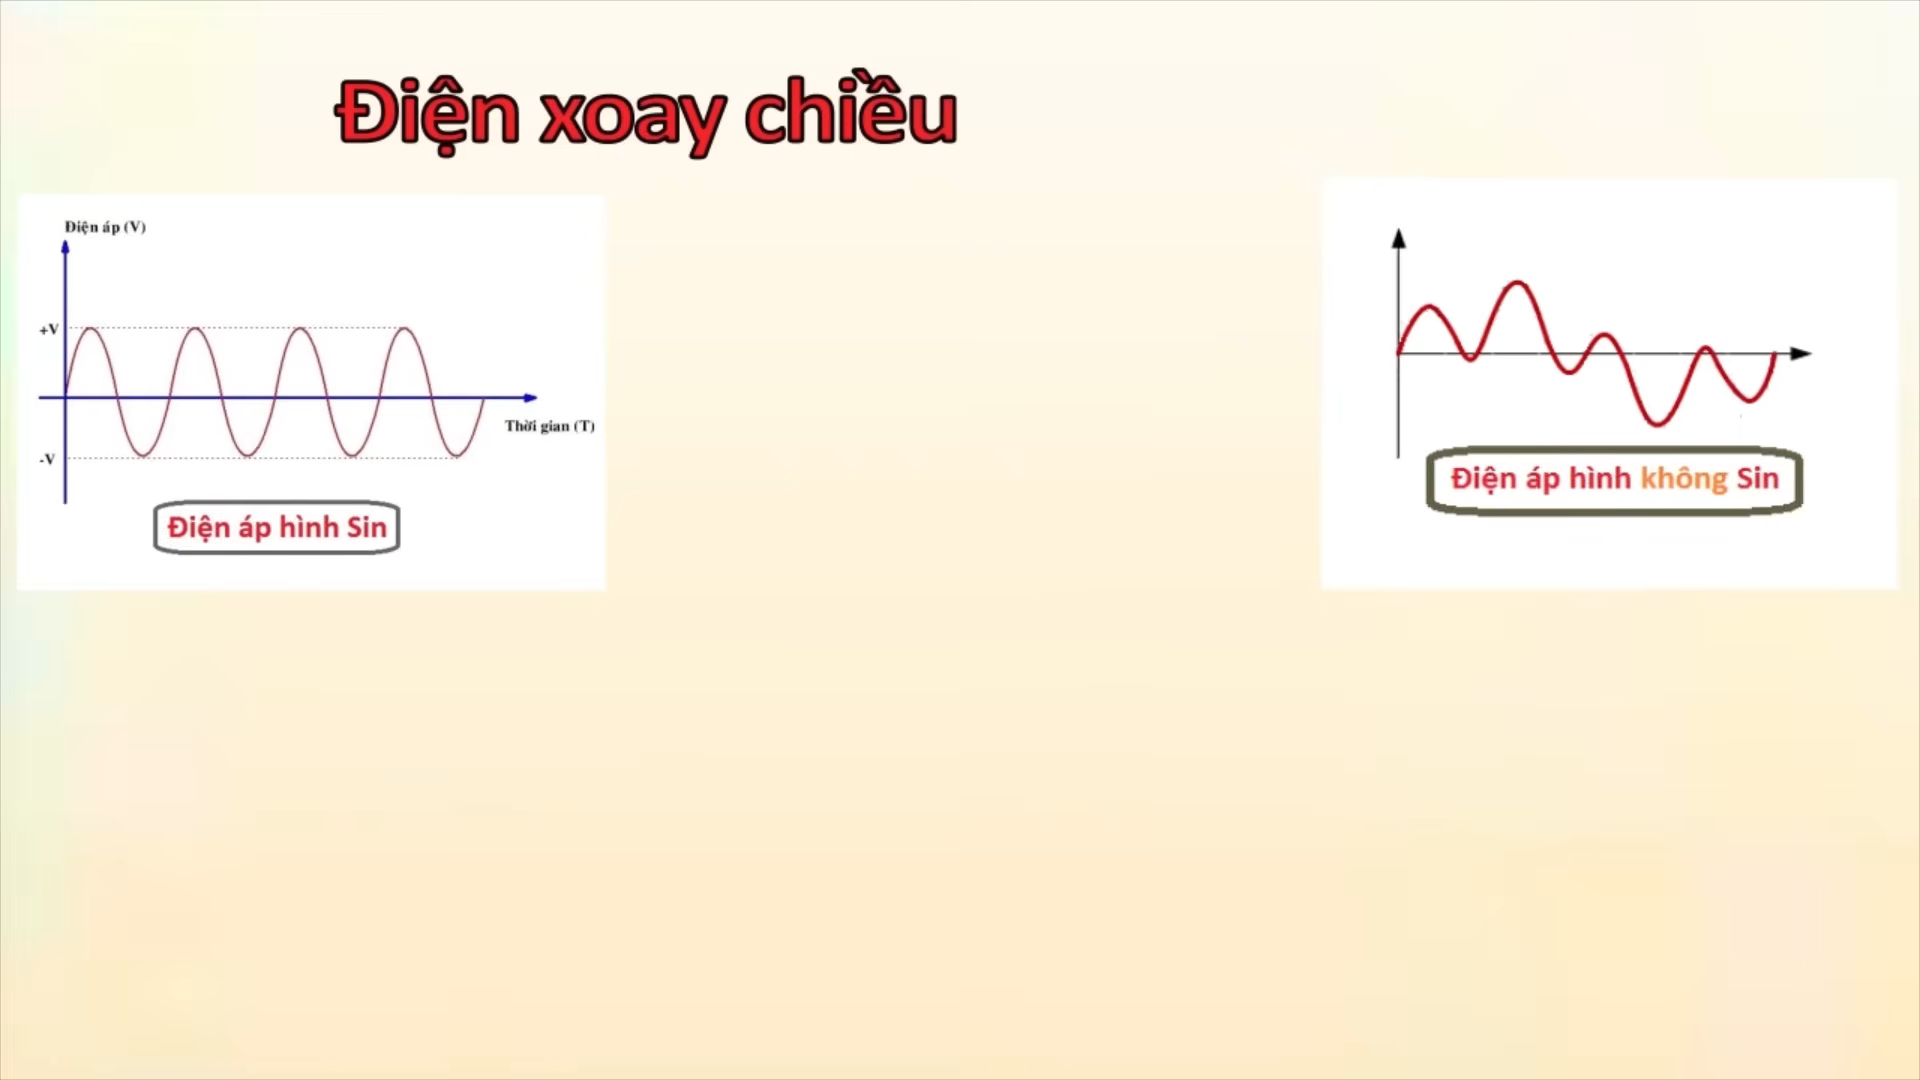 Điện xoay chiều
Điện áp (V)
+V
Thời gian (T)
-V
Điện áp hình Sin
Điện áp hình không Sin